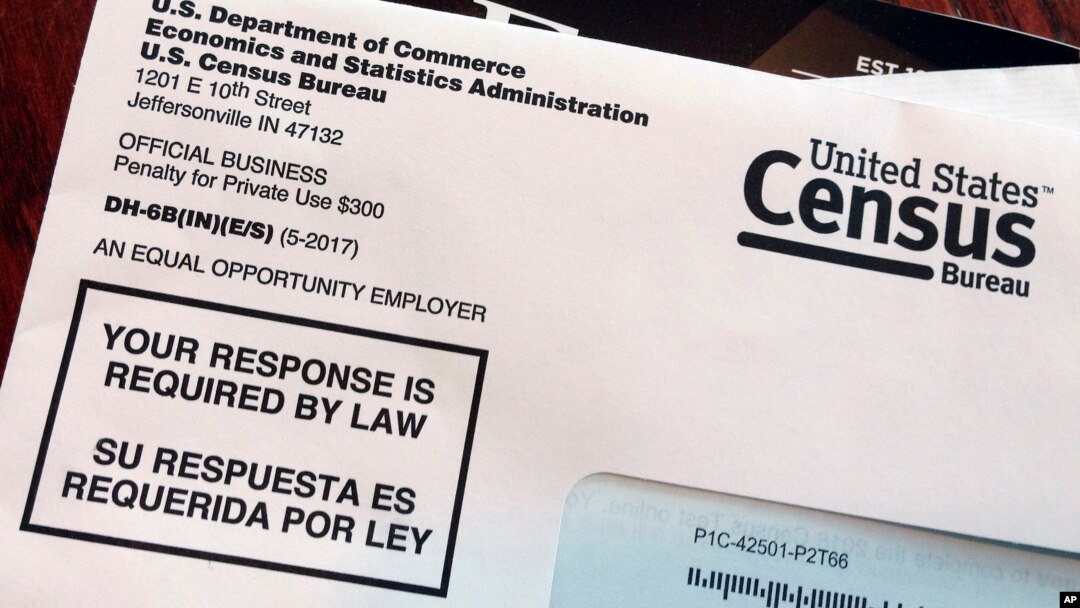 U.S. Department of Commerce
Economics and Statistics Administration
U.S. Census Bureau
1201 E 10th Street
Jeffersonville IN 47132
OFFICIAL BUSINESS
Penalty for Private Use $300
DH-6B(IN)(E/S) (5-2017)
AN EQUAL OPPORTUNITY EMPLOYER
YOUR RESPONSE IS
REQUIRED BY LAW
SU RESPUESTA ES
REQUERIDA POR LEY
United States™
Census
Bureau
EST
P1C-42501-P2T66
AP